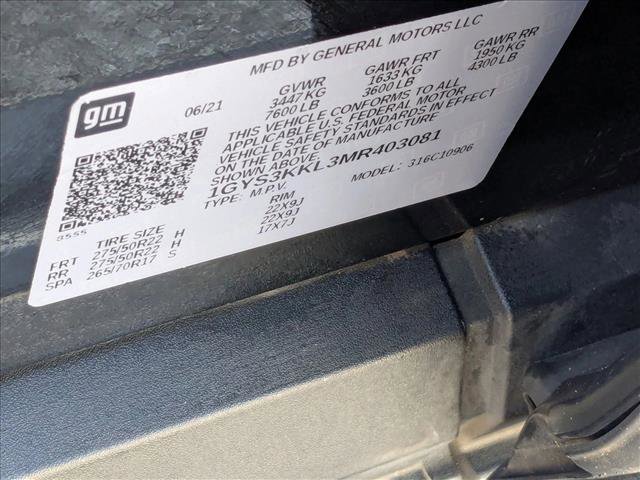 MFD BY GENERAL MOTORS LLC
gm
06/21
GVWR
3447 KG
7600 LB
GAWR FRT
1633 KG
3600 LB
GAWR RR
1950 KG
4300 LB
THIS VEHICLE CONFORMS TO ALL
APPLICABLE U.S. FEDERAL MOTOR
VEHICLE SAFETY STANDARDS IN EFFECT
ON THE DATE OF MANUFACTURE
SHOWN ABOVE.
1GYS3KKL3MR403081
TYPE: M.P.V.
MODEL: 316C10906
8555
TIRE SIZE RIM
FRT 275/50R22 H 22X9J
RR 275/50R22 H 22X9J
SPA 265/70R17 S 17X7J